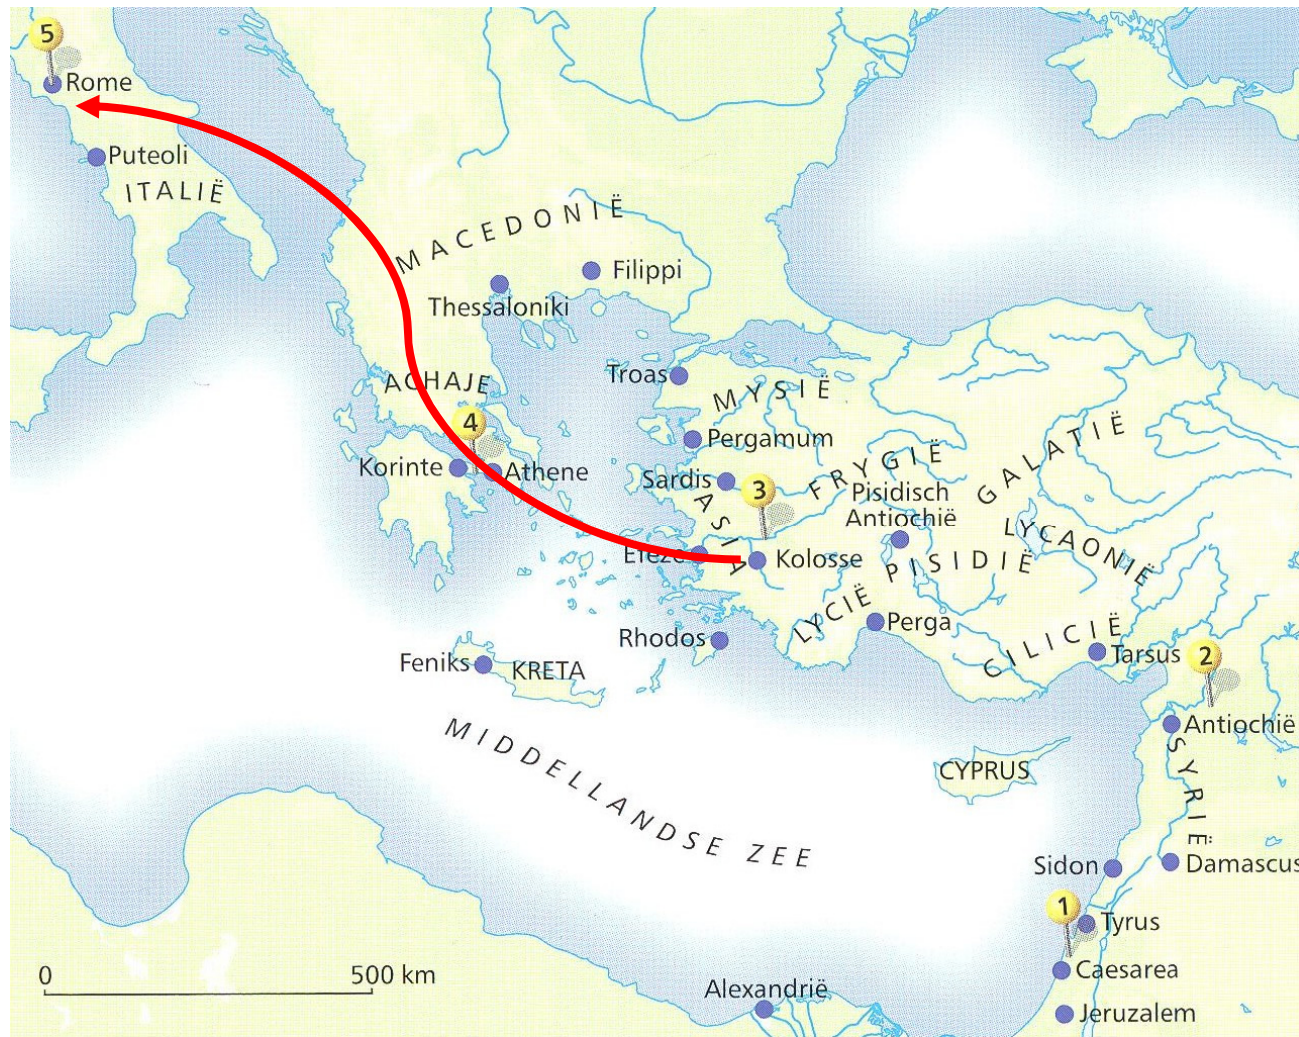 5
Rome
Puteoli
ITALIË
MACEDONIË
Filippi
Thessaloniki
ACHAJE
Troas
MYSIË
4
Pergamum
Korinte
Athene
Sardis
3
FRYGIË
GALATIË
Pisidisch
Antiochië
ASIA
LYCAONIË
Efeze
Kolosse
PISIDIË
LYCIË
Perga
Rhodos
CILICIË
Tarsus
2
Feniks
KRETA
Antiochië
MIDDELLANDSE ZEE
CYPRUS
SYRIË
Sidon
Damascus
1
Tyrus
Caesarea
0
500 km
Alexandrië
Jeruzalem